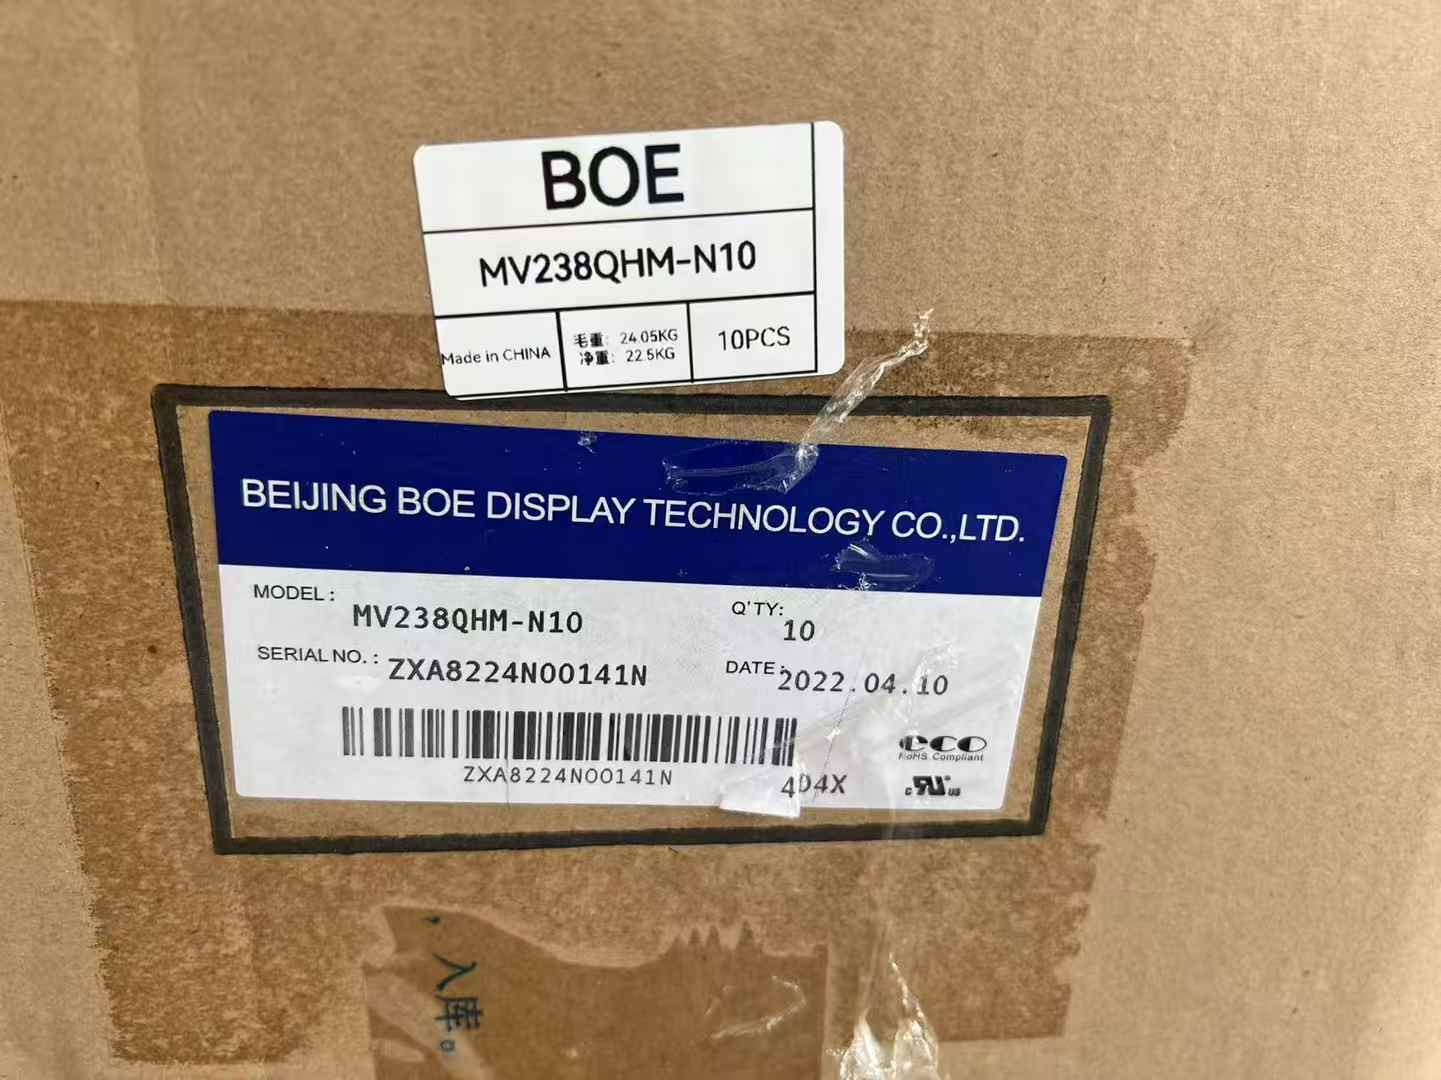 BOE
MV238QHM-N10
Made in CHINA
毛重: 24.05KG
净重: 22.5KG
10PCS
BEIJING BOE DISPLAY TECHNOLOGY CO.,LTD.
MODEL: MV238QHM-N10
Q'TY: 10
SERIAL NO.: ZXA8224N00141N
DATE: 2022.04.10
ZXA8224N00141N
4D4X
eco
RoHS Compliant
c RU us
入库。